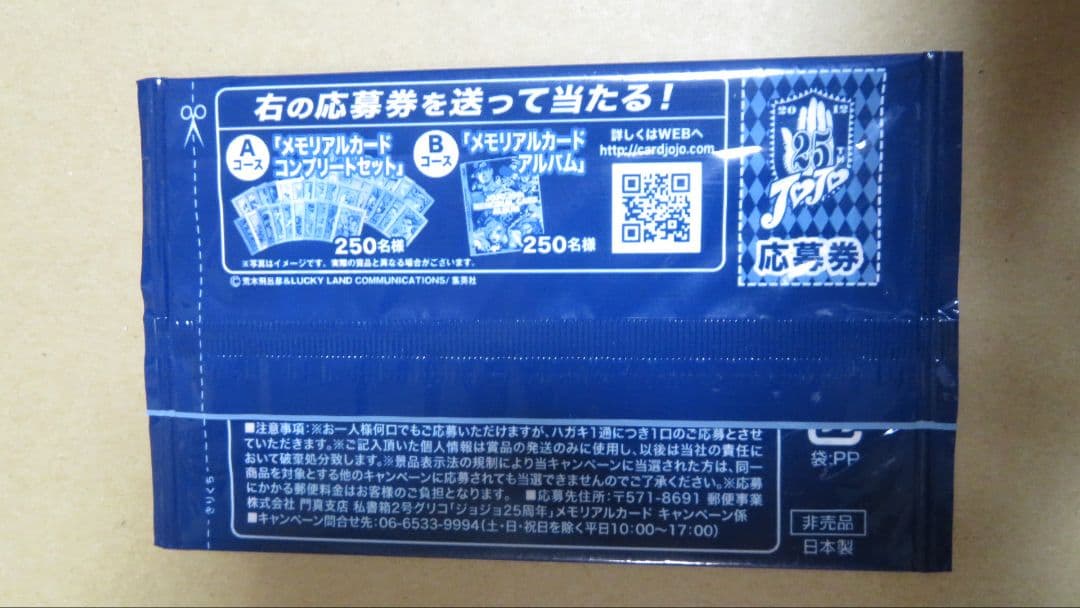 右の応募券を送って当たる！
Aコース
「メモリアルカード
コンプリートセット」
250名様
Bコース
「メモリアルカード
アルバム」
250名様
詳しくはWEBへ
http://cardjojo.com
※写真はイメージです。実際の賞品と異なる場合がございます。
©荒木飛呂彦&LUCKY LAND COMMUNICATIONS/集英社
2012
25
JOJO
応募券
きりくち
■注意事項:※お一人様何口でもご応募いただけますが、ハガキ1通につき1口のご応募とさせ
ていただきます。※ご記入頂いた個人情報は賞品の発送のみに使用し、以後は当社の責任に
おいて破棄処分致します。※景品表示法の規制により当キャンペーンに当選された方は、同一
商品を対象とする他のキャンペーンに応募されても当選できませんのでご了承ください。※応募
にかかる郵便料金はお客様のご負担となります。 ■応募先住所:〒571-8691 郵便事業
株式会社 門真支店 私書箱2号グリコ「ジョジョ25周年」メモリアルカード キャンペーン係
■キャンペーン問合せ先:06-6533-9994(土・日・祝日を除く平日10:00〜17:00)
袋:PP
非売品
日本製